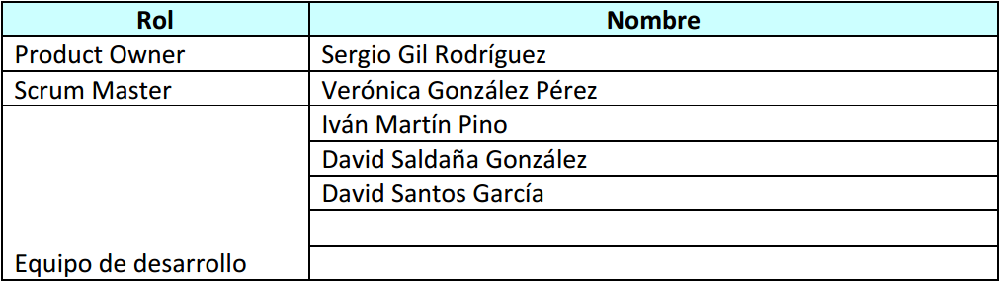 Rol Nombre
Product Owner Sergio Gil Rodríguez
Scrum Master Verónica González Pérez
Iván Martín Pino
David Saldaña González
David Santos García
Equipo de desarrollo